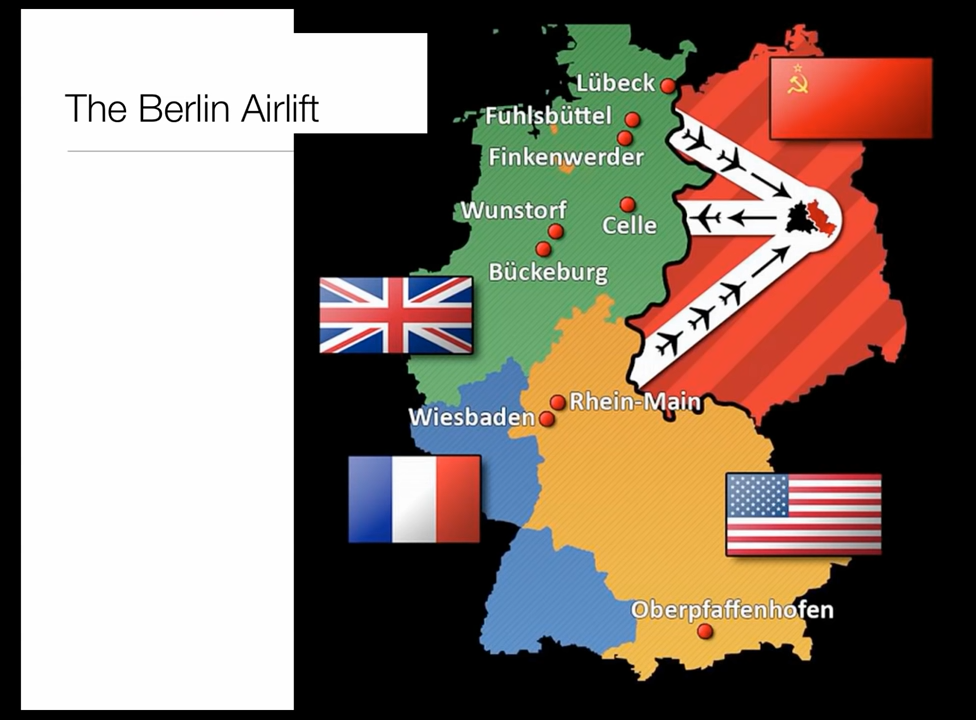 The Berlin Airlift
Lübeck
Fuhlsbüttel
Finkenwerder
Wunstorf
Celle
Bückeburg
Rhein-Main
Wiesbaden
Oberpfaffenhofen